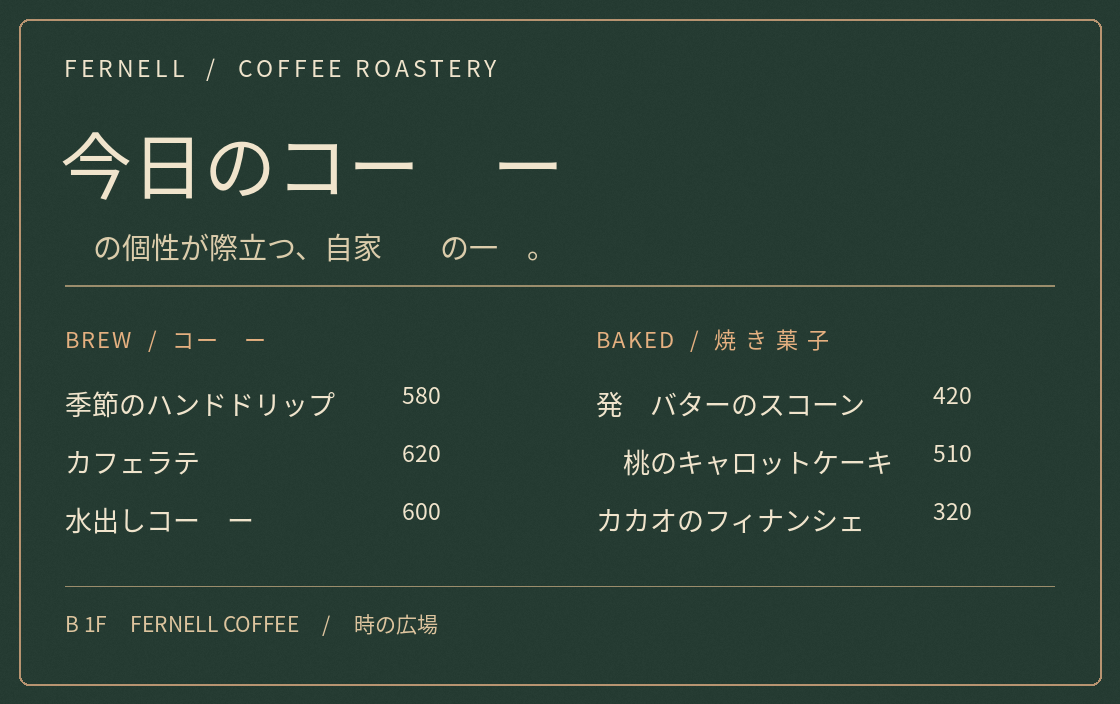 FERNELL / COFFEE ROASTERY
今日のコー　ー
　の個性が際立つ、自家　　の一　。
BREW / コー　ー
季節のハンドドリップ 580
カフェラテ 620
水出しコー　ー 600
BAKED / 焼き菓子
発　バターのスコーン 420
　桃のキャロットケーキ 510
カカオのフィナンシェ 320
B1F　FERNELL COFFEE　/　時の広場